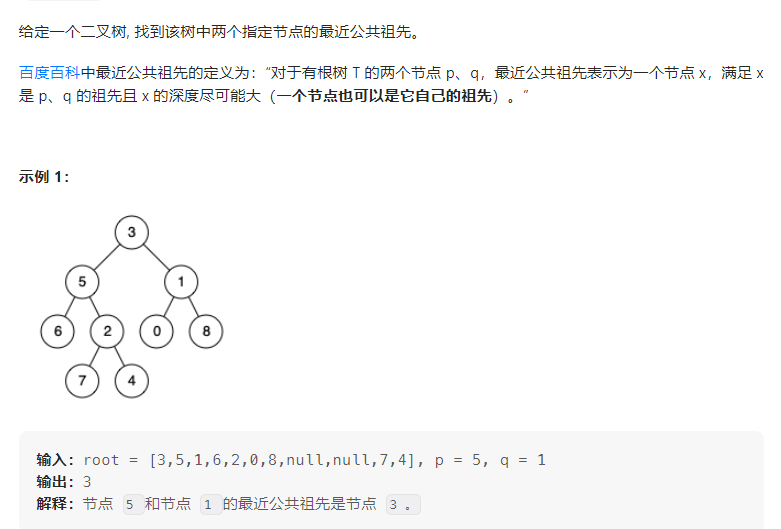 给定一个二叉树, 找到该树中两个指定节点的最近公共祖先。
百度百科中最近公共祖先的定义为：“对于有根树 T 的两个节点 p、q，最近公共祖先表示为一个节点 x，满足 x
是 p、q 的祖先且 x 的深度尽可能大（一个节点也可以是它自己的祖先）。”
示例 1：
3
5 1
6 2 0 8
7 4
输入：root = [3,5,1,6,2,0,8,null,null,7,4], p = 5, q = 1
输出：3
解释：节点 5 和节点 1 的最近公共祖先是节点 3 。